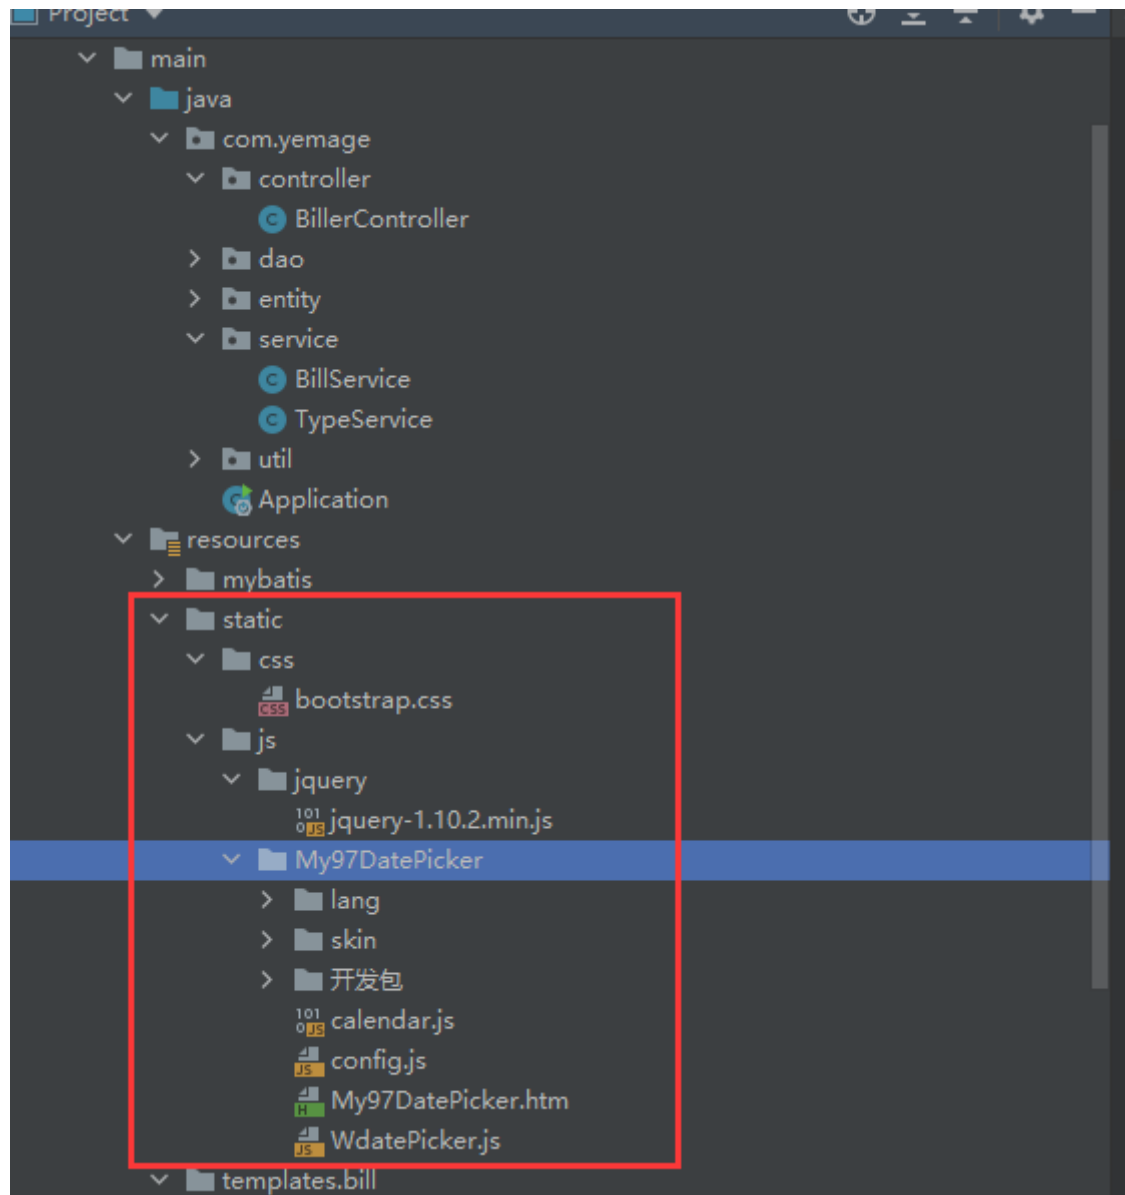 Project
main
java
com.yemage
controller
BillerController
dao
entity
service
BillService
TypeService
util
Application
resources
mybatis
static
css
bootstrap.css
js
jquery
jquery-1.10.2.min.js
My97DatePicker
lang
skin
开发包
calendar.js
config.js
My97DatePicker.htm
WdatePicker.js
templates.bill